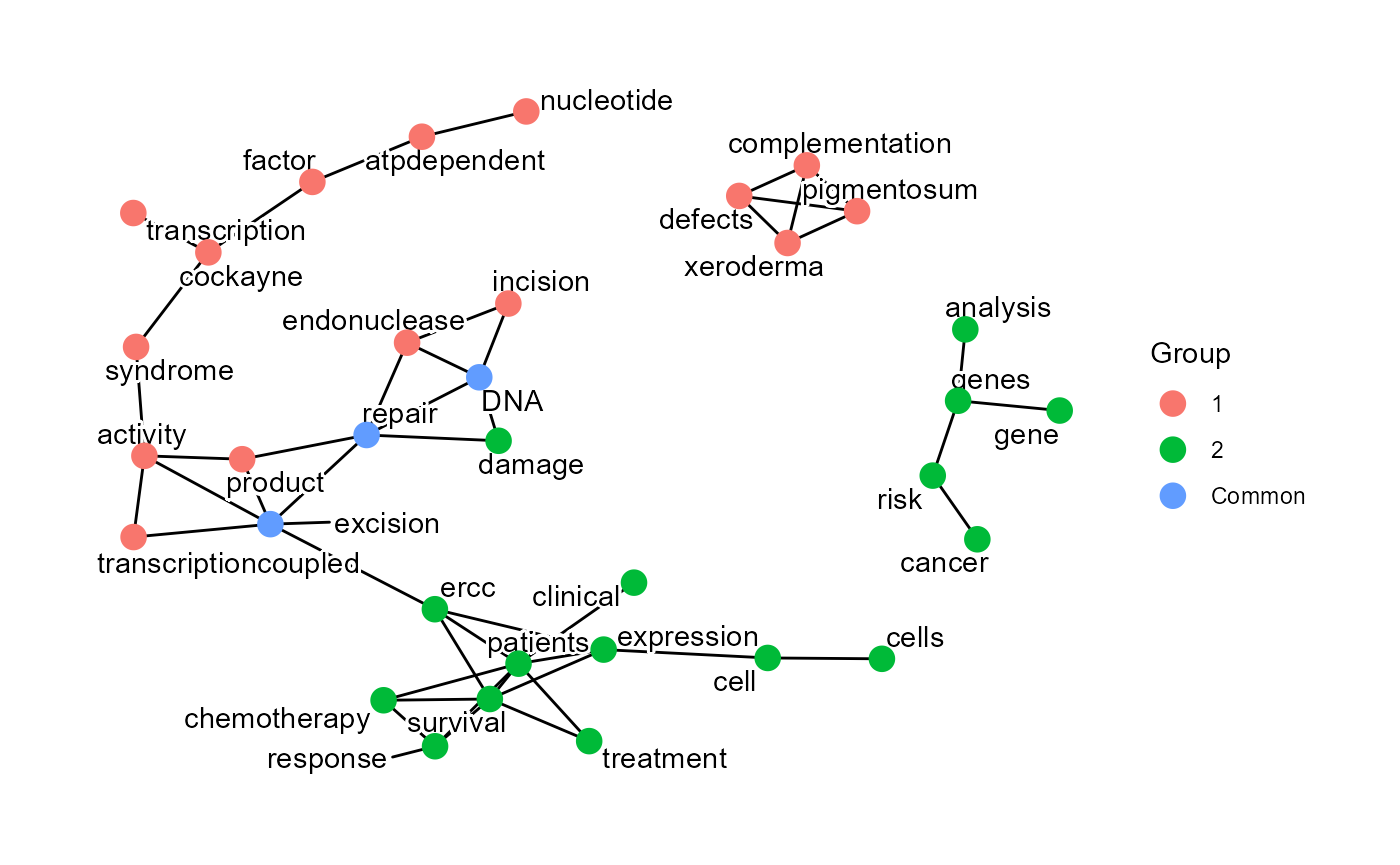 nucleotide
complementation
factor
atpdependent
pigmentosum
defects
transcription
xeroderma
cockayne
incision
analysis
endonuclease
Group
syndrome
genes
DNA
1
repair
activity
gene
2
damage
product
risk
Common
excision
transcriptioncoupled
cancer
ercc
clinical
patients
expression
cells
cell
chemotherapy
survival
response
treatment